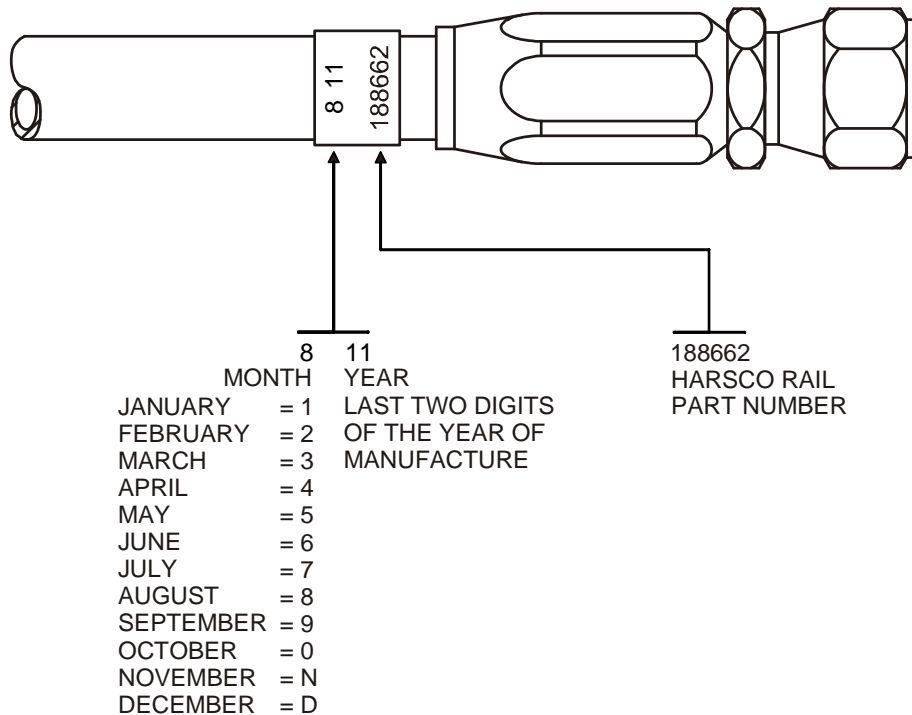 8 11
188662
8 11
MONTH YEAR
JANUARY = 1
FEBRUARY = 2
MARCH = 3
APRIL = 4
MAY = 5
JUNE = 6
JULY = 7
AUGUST = 8
SEPTEMBER = 9
OCTOBER = 0
NOVEMBER = N
DECEMBER = D
LAST TWO DIGITS
OF THE YEAR OF
MANUFACTURE
188662
HARSCO RAIL
PART NUMBER